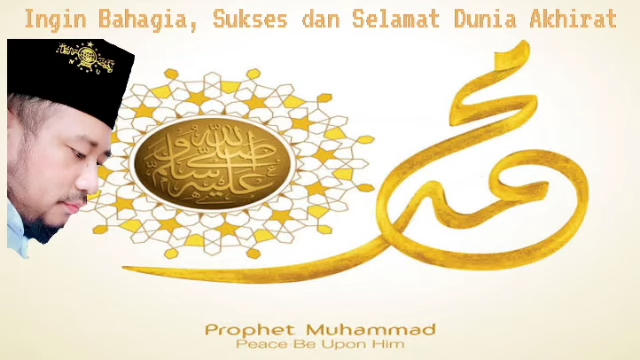 Ingin Bahagia, Sukses dan Selamat Dunia Akhirat
صلى الله
عليه وسلم
محمد
Prophet Muhammad
Peace Be Upon Him